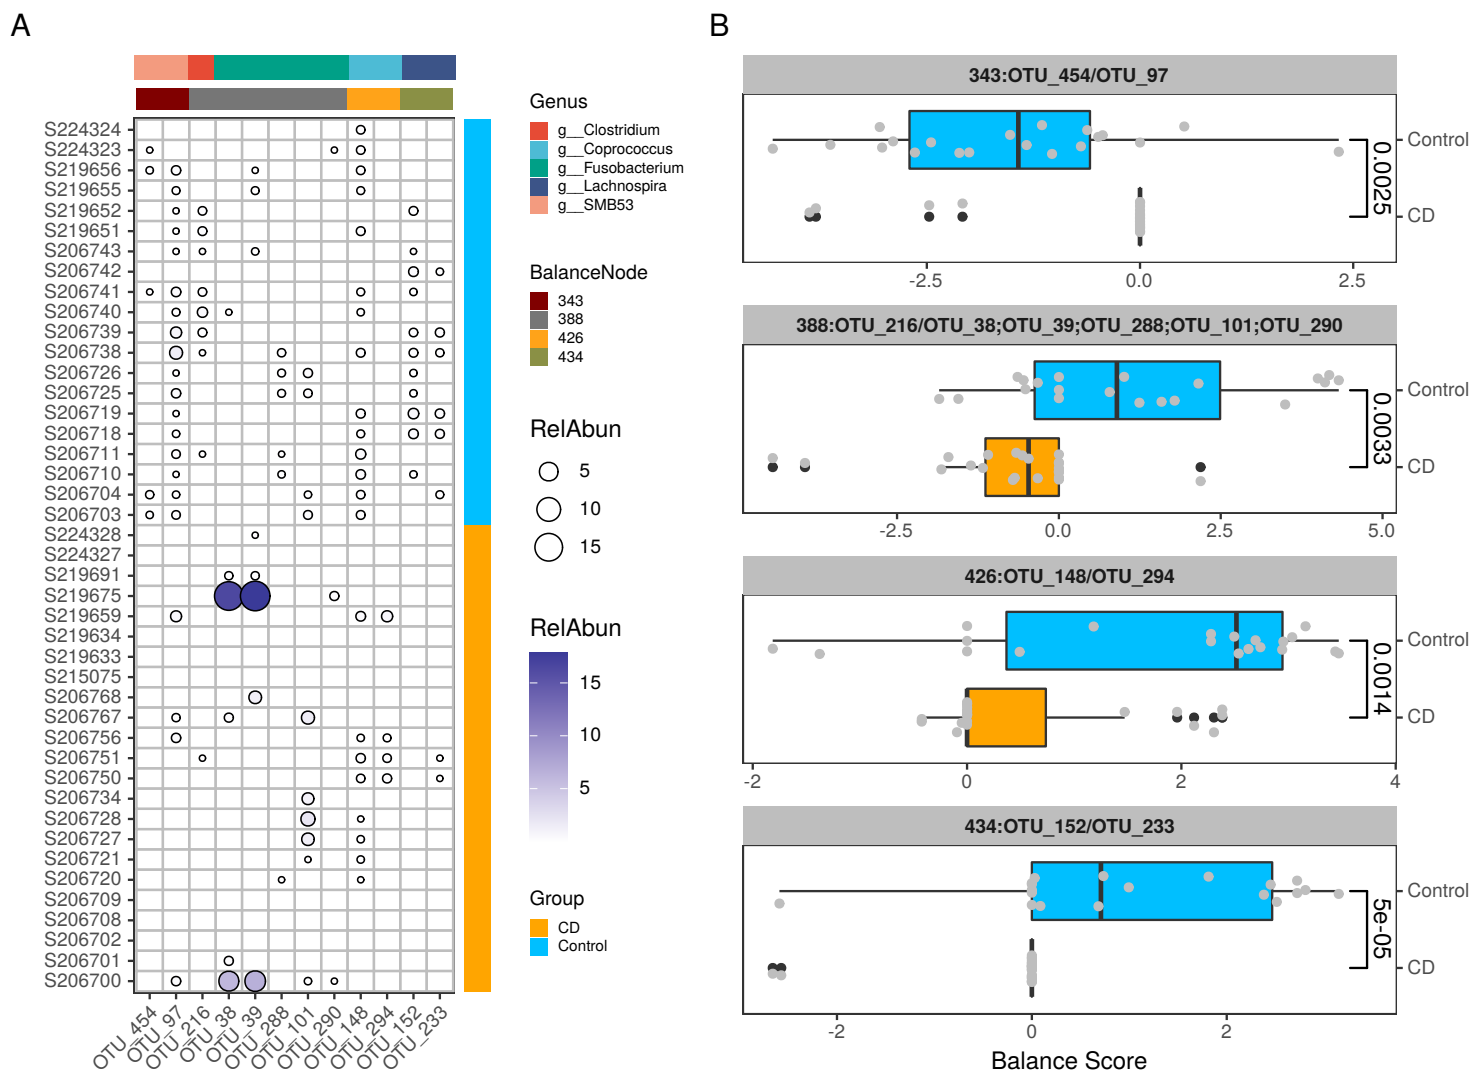 A
S224324
S224323
S219656
S219655
S219652
S219651
S206743
S206742
S206741
S206740
S206739
S206738
S206726
S206725
S206719
S206718
S206711
S206710
S206704
S206703
S224328
S224327
S219691
S219675
S219659
S219634
S219633
S215075
S206768
S206767
S206756
S206751
S206750
S206734
S206728
S206727
S206721
S206720
S206709
S206708
S206702
S206701
S206700
OTU_454
OTU_97
OTU_216
OTU_38
OTU_39
OTU_288
OTU_101
OTU_290
OTU_148
OTU_294
OTU_152
OTU_233
Genus
g__Clostridium
g__Coprococcus
g__Fusobacterium
g__Lachnospira
g__SMB53
BalanceNode
343
388
426
434
RelAbun
5
10
15
RelAbun
15
10
5
Group
CD
Control
B
343:OTU_454/OTU_97
Control
CD
0.0025
-2.5
0.0
2.5
388:OTU_216/OTU_38;OTU_39;OTU_288;OTU_101;OTU_290
Control
CD
0.0033
-2.5
0.0
2.5
5.0
426:OTU_148/OTU_294
Control
CD
0.0014
-2
0
2
4
434:OTU_152/OTU_233
Control
CD
5e-05
-2
0
2
Balance Score